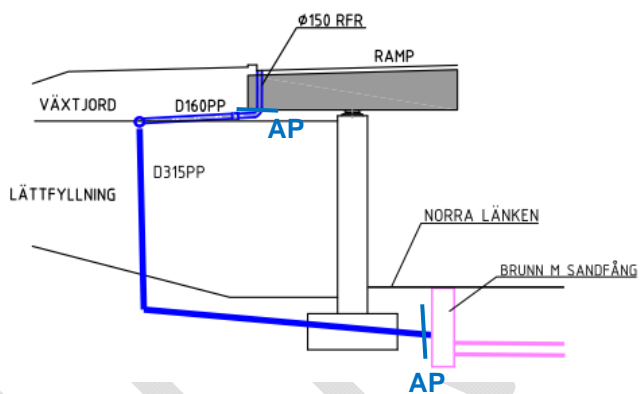 Ø150 RFR
RAMP
VÄXTJORD
D160PP
AP
D315PP
LÄTTFYLLNING
NORRA LÄNKEN
BRUNN M SANDFÅNG
AP